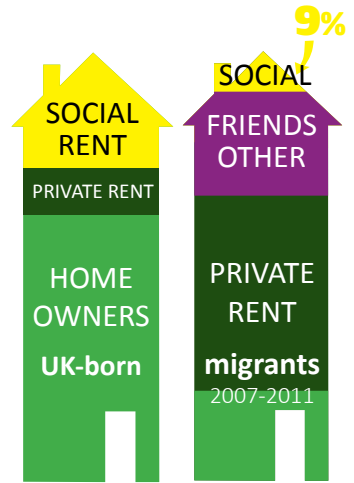 SOCIAL
RENT
PRIVATE RENT
HOME
OWNERS
UK-born
9%
SOCIAL
FRIENDS
OTHER
PRIVATE
RENT
migrants
2007-2011